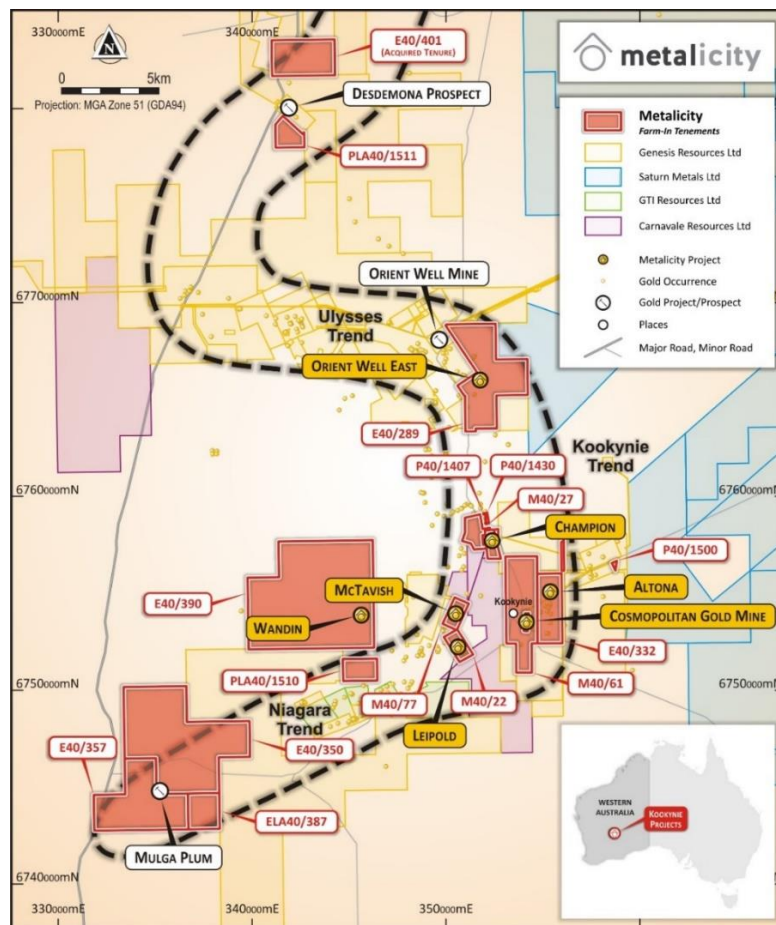 330000mE
340000mE
N
0 5km
Projection: MGA Zone 51 (GDA94)
E40/401
(ACQUIRED TENURE)
DESDEMONA PROSPECT
PLA40/1511
metalicity
Metalicity
Farm-In Tenements
Genesis Resources Ltd
Saturn Metals Ltd
GTI Resources Ltd
Carnavale Resources Ltd
Metalicity Project
Gold Occurrence
Gold Project/Prospect
Places
Major Road, Minor Road
6770000mN
ORIENT WELL MINE
Ulysses
Trend
ORIENT WELL EAST
E40/289
Kookynie
Trend
P40/1407
P40/1430
M40/27
6760000mN
6760000mN
CHAMPION
P40/1500
MCTAVISH
E40/390
WANDIN
Kookynie
ALTONA
COSMOPOLITAN GOLD MINE
E40/332
PLA40/1510
M40/77
M40/22
M40/61
6750000mN
6750000mN
Niagara
Trend
LEIPOLD
E40/357
E40/350
ELA40/387
MULGA PLUM
WESTERN
AUSTRALIA
KOOKYNIE
PROJECTS
6740000mN
330000mE
340000mE
350000mE